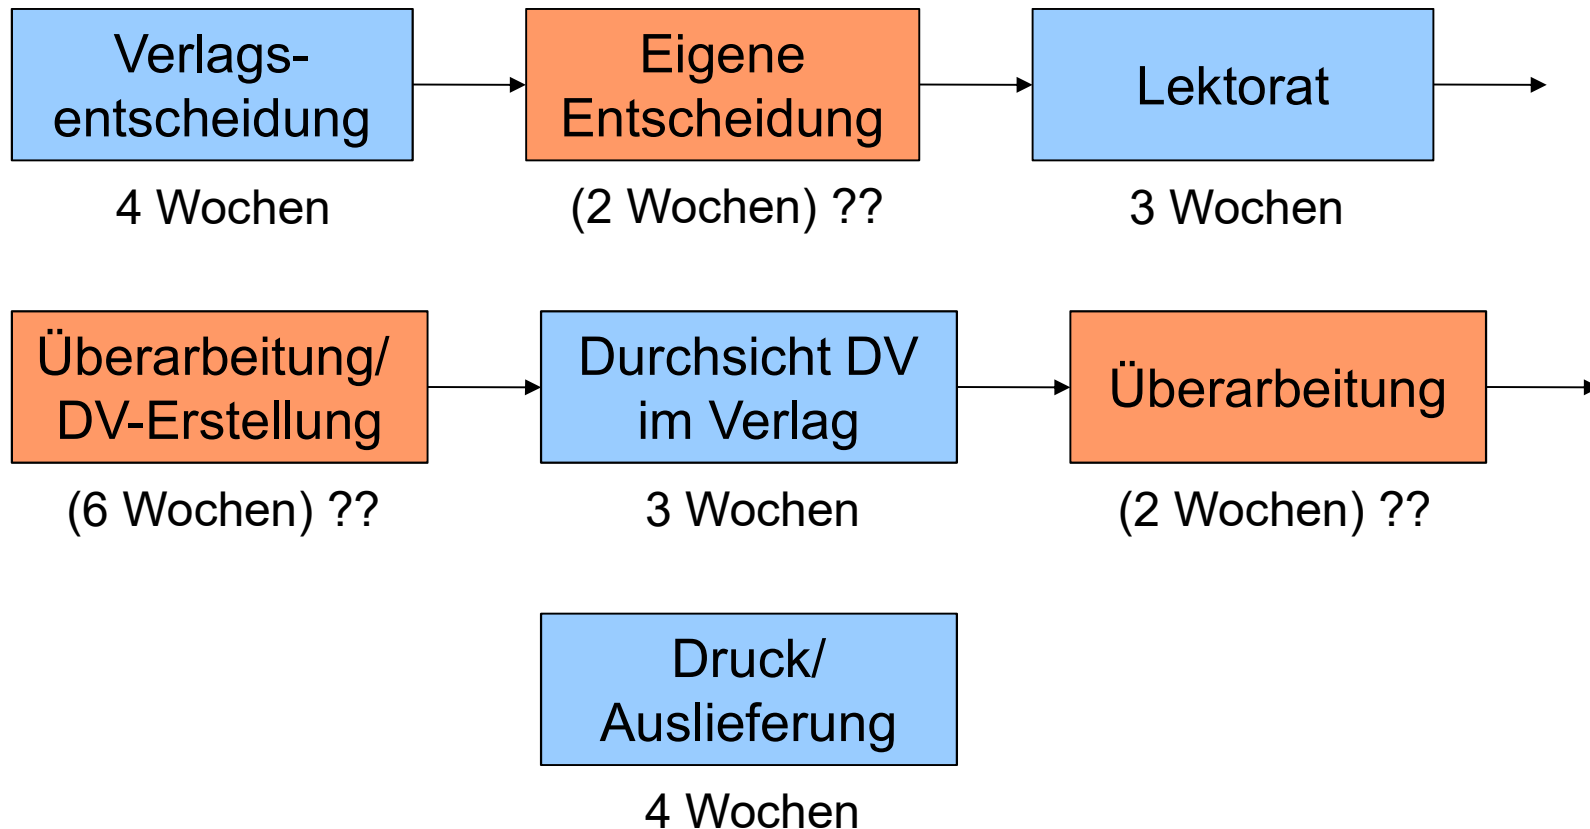 Verlags-
entscheidung
4 Wochen
Eigene
Entscheidung
(2 Wochen) ??
Lektorat
3 Wochen
Überarbeitung/
DV-Erstellung
(6 Wochen) ??
Durchsicht DV
im Verlag
3 Wochen
Überarbeitung
(2 Wochen) ??
Druck/
Auslieferung
4 Wochen